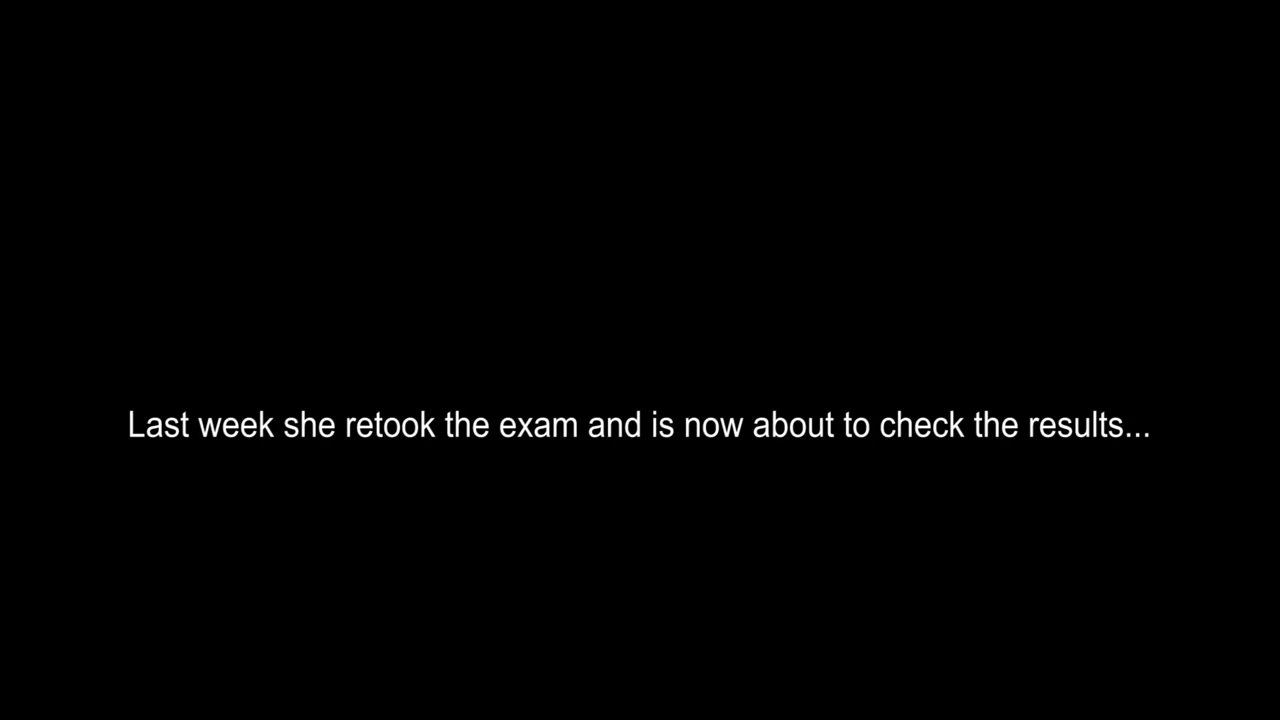 Last week she retook the exam and is now about to check the results...